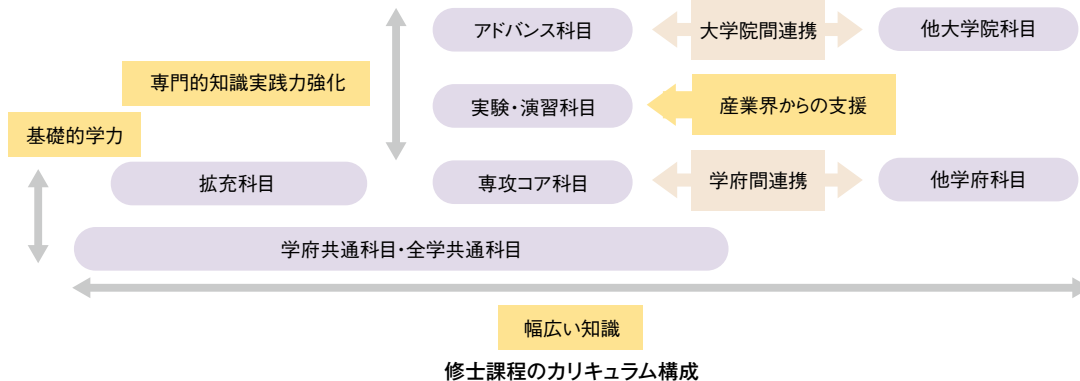 アドバンス科目
大学院間連携
他大学院科目
専門的知識実践力強化
実験・演習科目
産業界からの支援
基礎的学力
拡充科目
専攻コア科目
学府間連携
他学府科目
学府共通科目・全学共通科目
幅広い知識
修士課程のカリキュラム構成